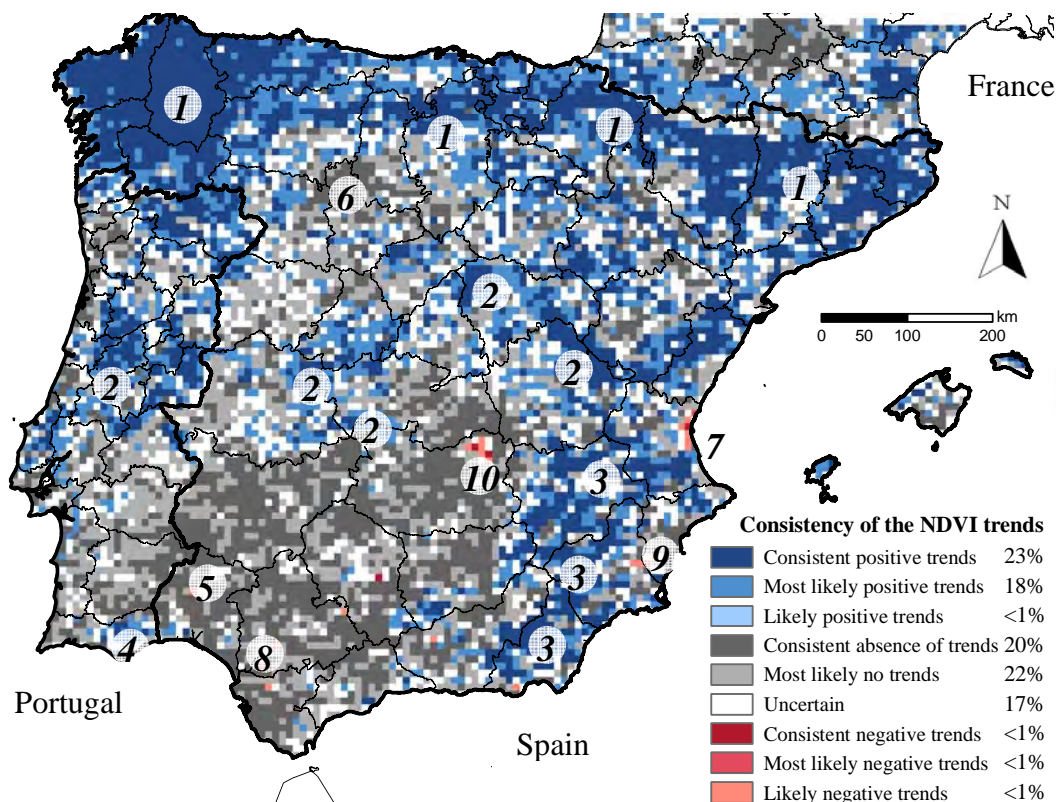 France
1
1
1
1
6
N
2
km
0 50 100 200
2
2
2
2
7
10
3
Consistency of the NDVI trends
9
Consistent positive trends 23%
5
3
Most likely positive trends 18%
Likely positive trends <1%
4
8
3
Consistent absence of trends 20%
Most likely no trends 22%
Portugal
Uncertain 17%
Spain
Consistent negative trends <1%
Most likely negative trends <1%
Likely negative trends <1%